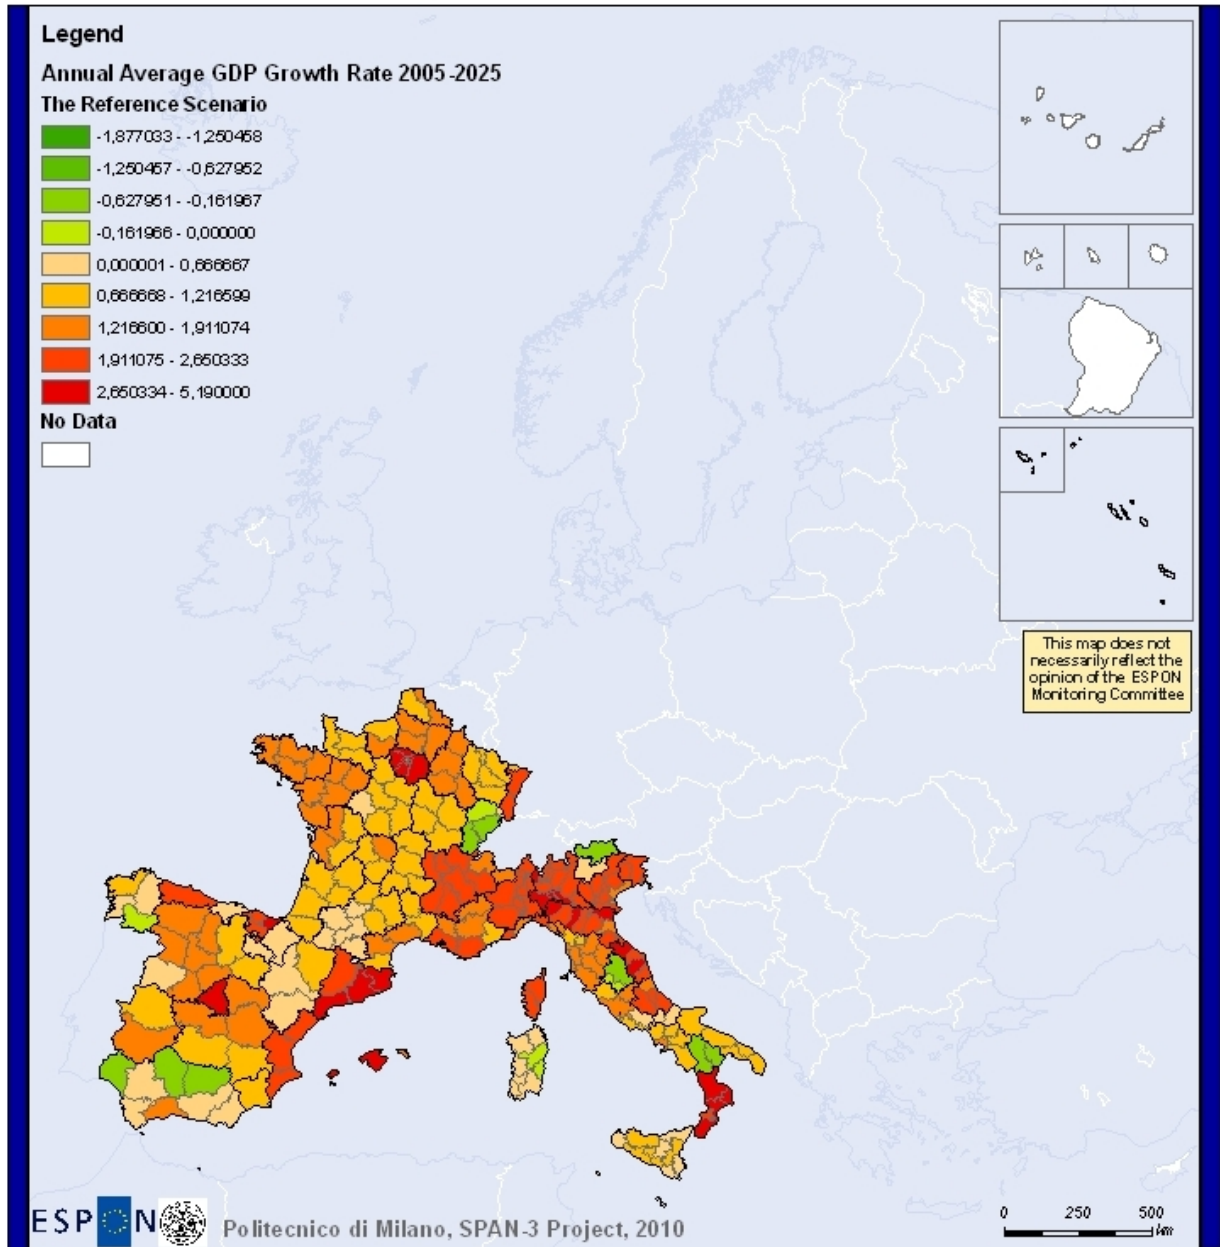 Legend
Annual Average GDP Growth Rate 2005-2025
The Reference Scenario
-1,877033 - -1,250458
-1,250457 - -0,627952
-0,627951 - -0,161967
-0,161966 - 0,000000
0,000001 - 0,666667
0,666668 - 1,216599
1,216600 - 1,911074
1,911075 - 2,650333
2,650334 - 5,190000
No Data
This map does not
necessarily reflect the
opinion of the ESPON
Monitoring Committee
ESPON
Politecnico di Milano, SPAN-3 Project, 2010
0 250 500
km